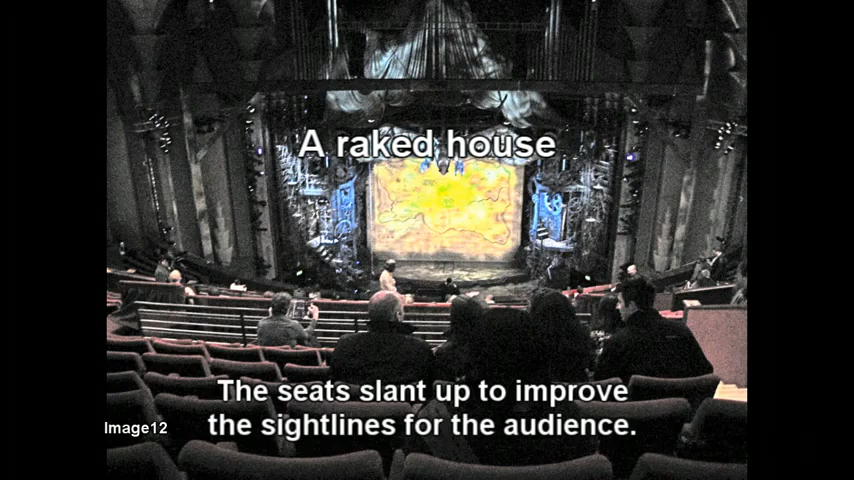 A raked house
The seats slant up to improve
the sightlines for the audience.
Image12